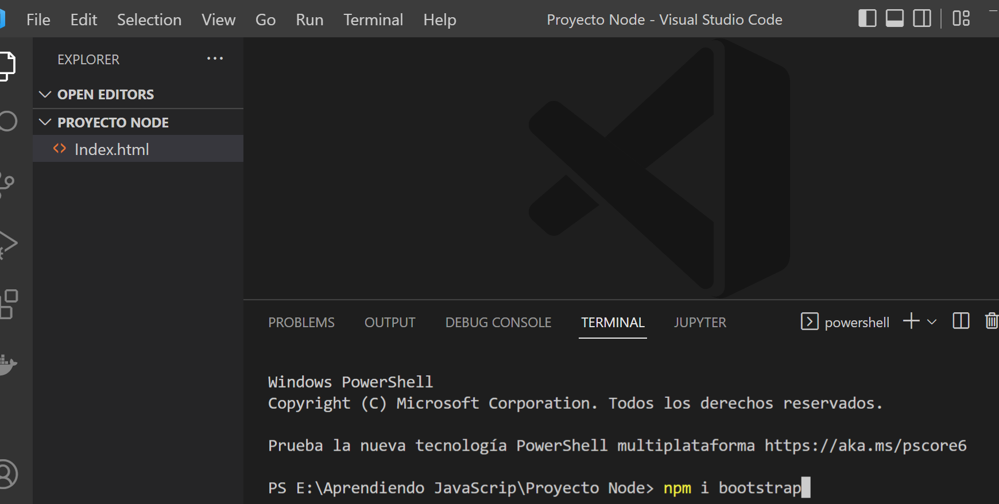 File Edit Selection View Go Run Terminal Help Proyecto Node - Visual Studio Code
EXPLORER ...
OPEN EDITORS
PROYECTO NODE
<> Index.html
PROBLEMS OUTPUT DEBUG CONSOLE TERMINAL JUPYTER powershell
Windows PowerShell
Copyright (C) Microsoft Corporation. Todos los derechos reservados.
Prueba la nueva tecnología PowerShell multiplataforma https://aka.ms/pscore6
PS E:\Aprendiendo JavaScrip\Proyecto Node> npm i bootstrap